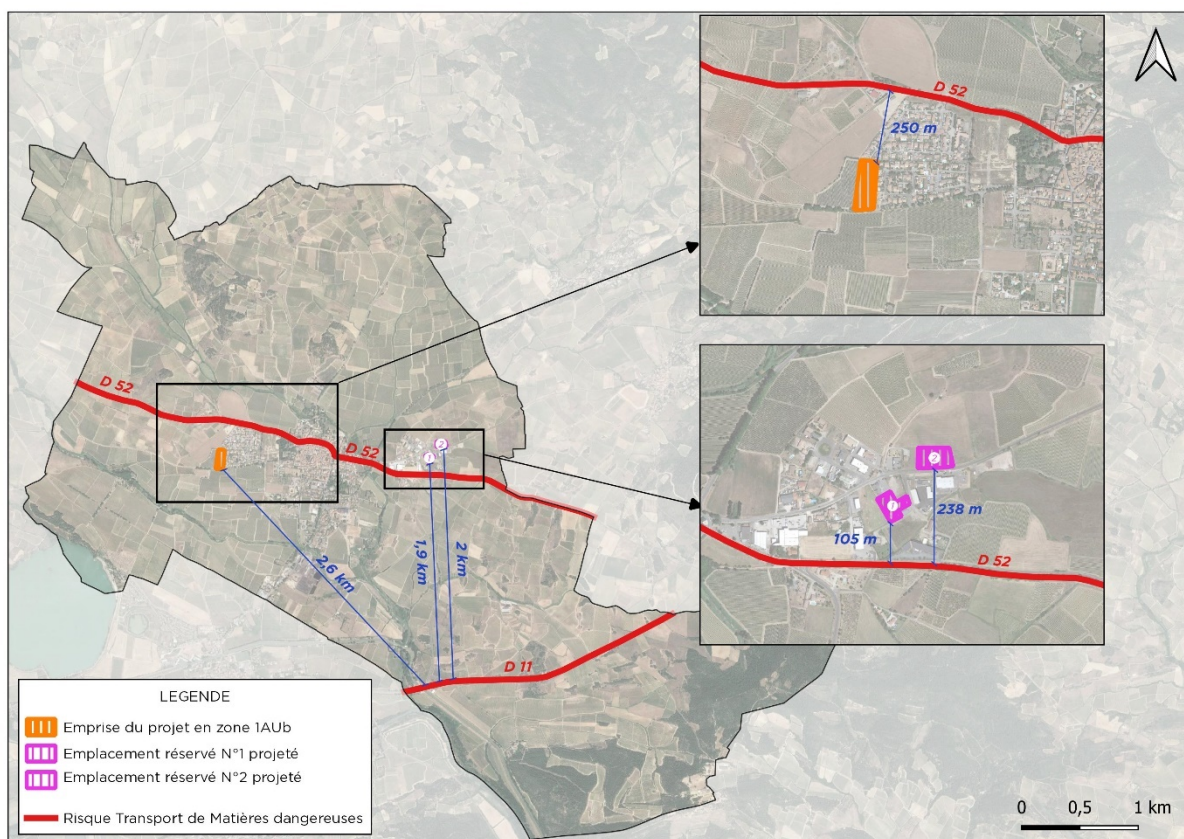 D 52
250 m
D 52
D 52
1
2
2
238 m
1
105 m
D 52
2,6 km
1,9 km
2 km
D 11
LEGENDE
Emprise du projet en zone 1AUb
Emplacement réservé N°1 projeté
Emplacement réservé N°2 projeté
Risque Transport de Matières dangereuses
0 0,5 1 km